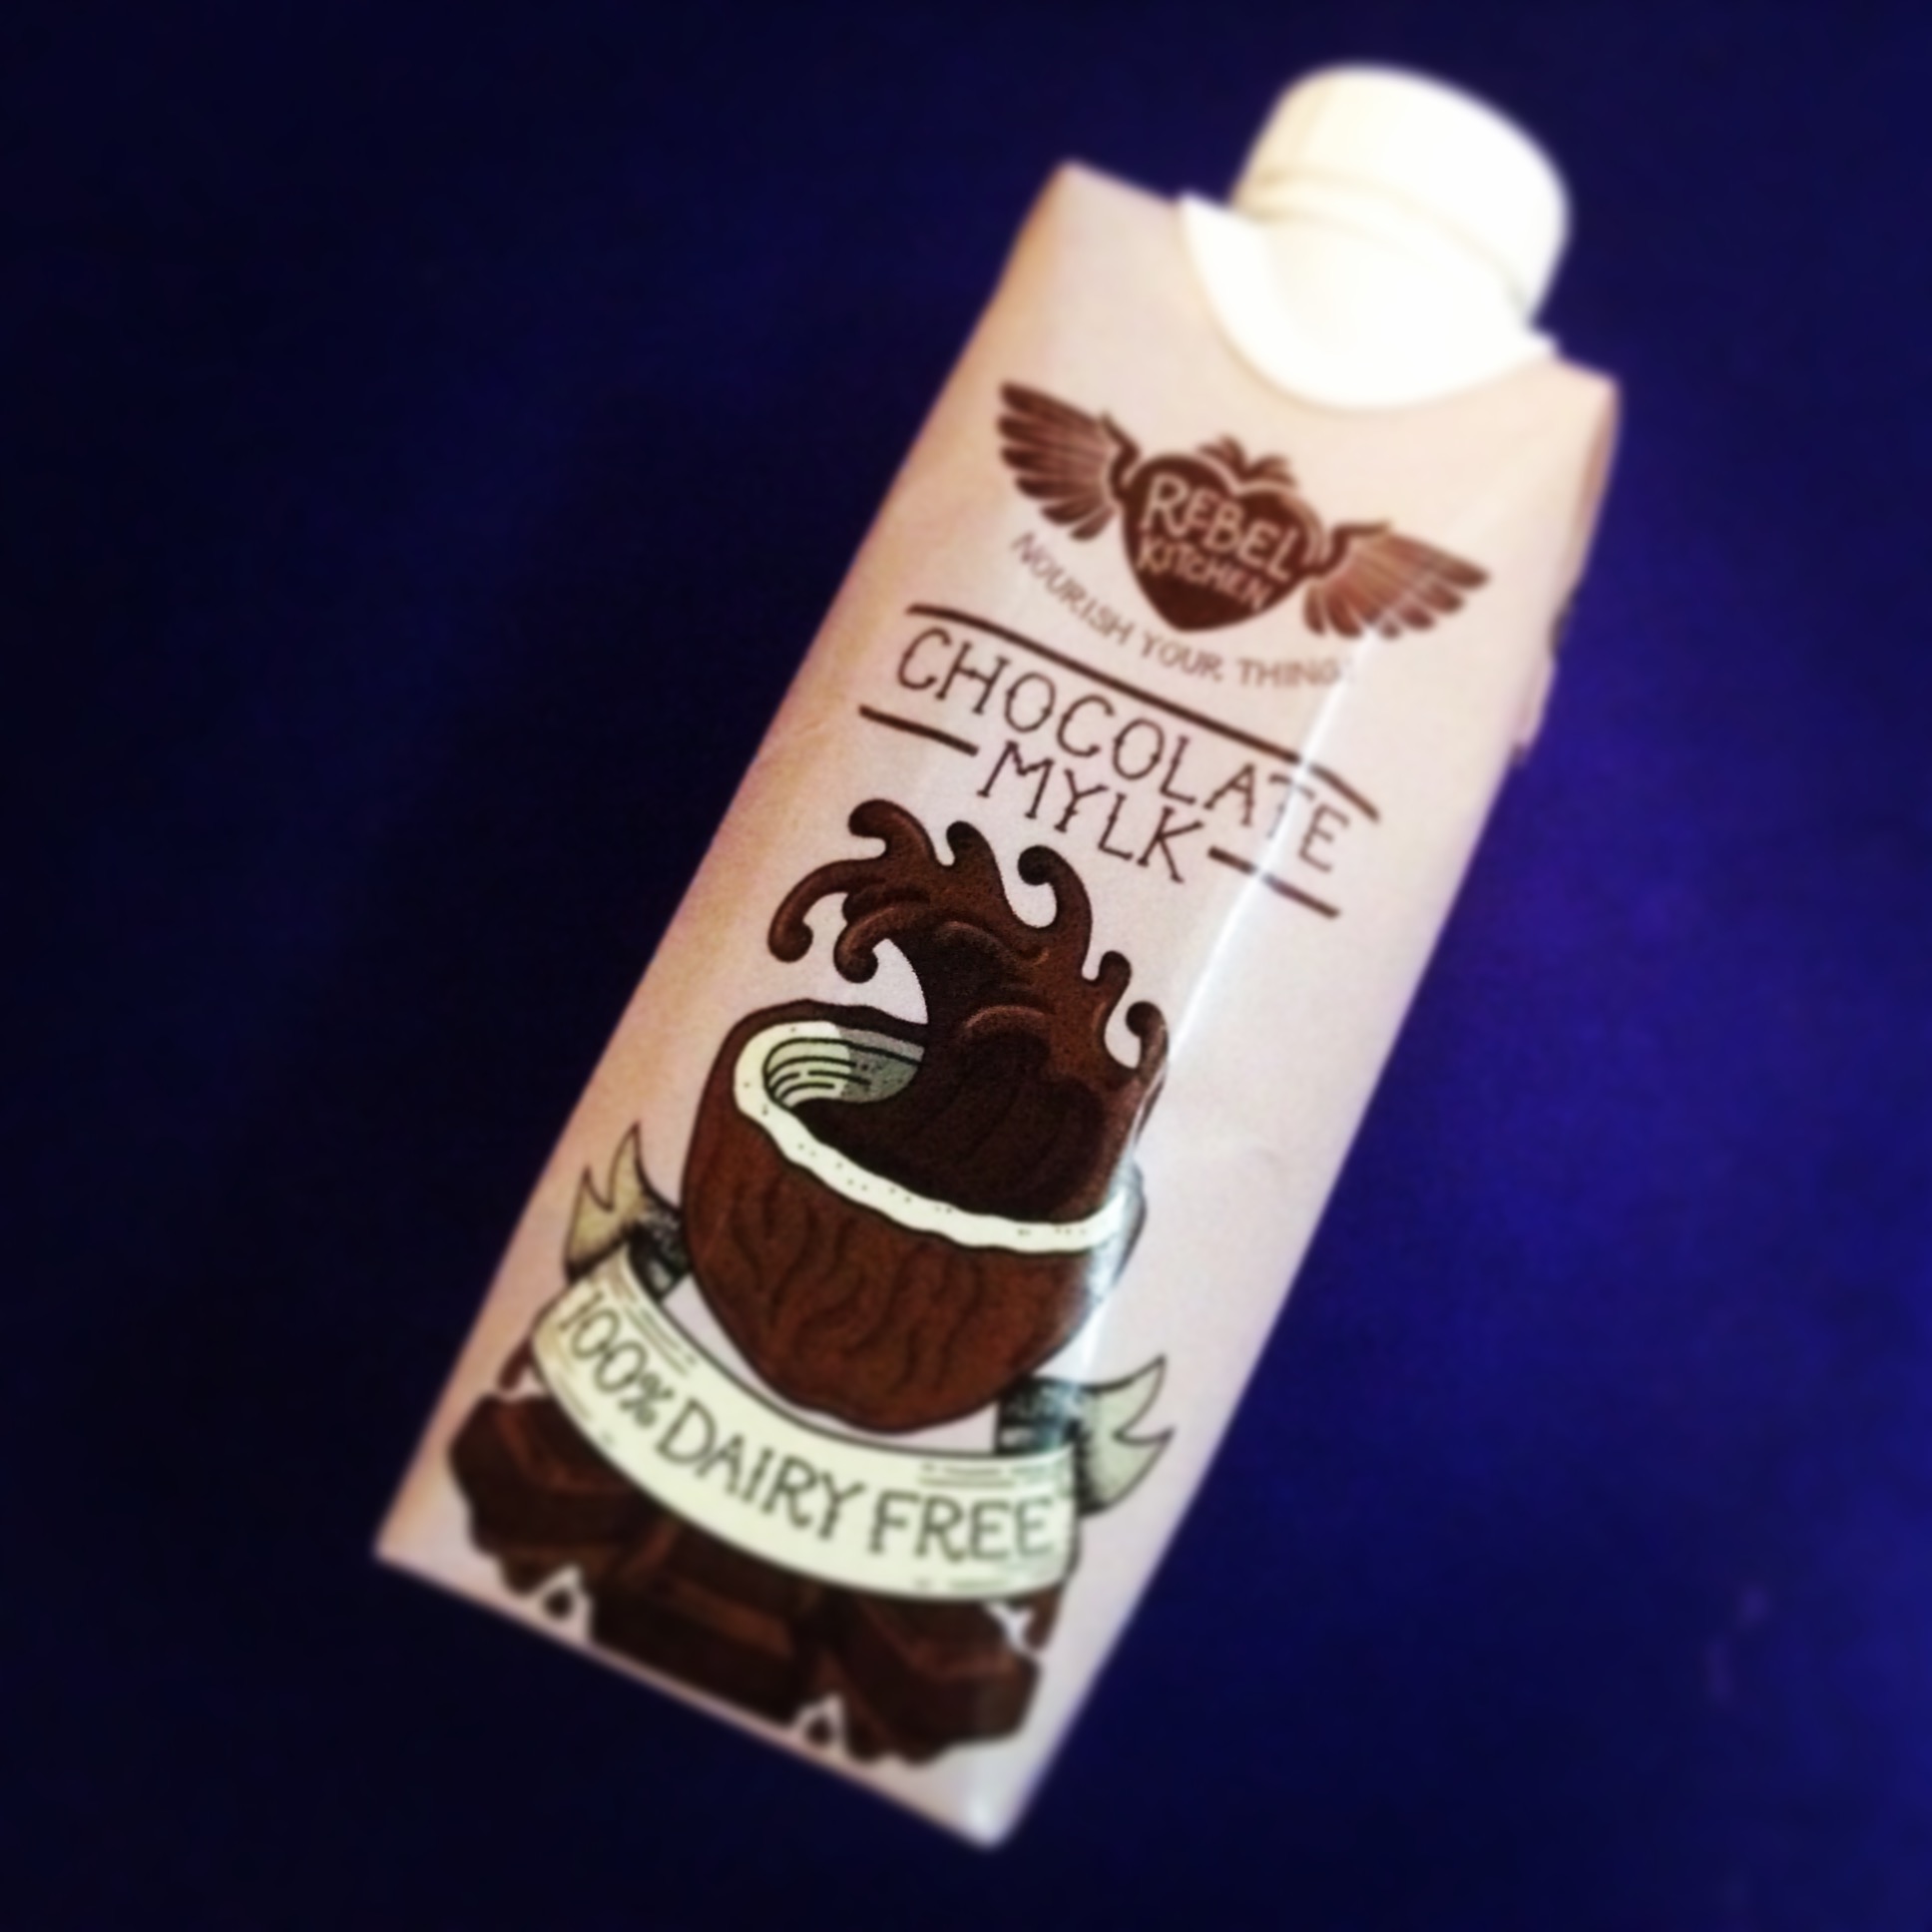 REBEL
KITCHEN
NOURISH YOUR THING
CHOCOLATE
MYLK
100% DAIRY FREE